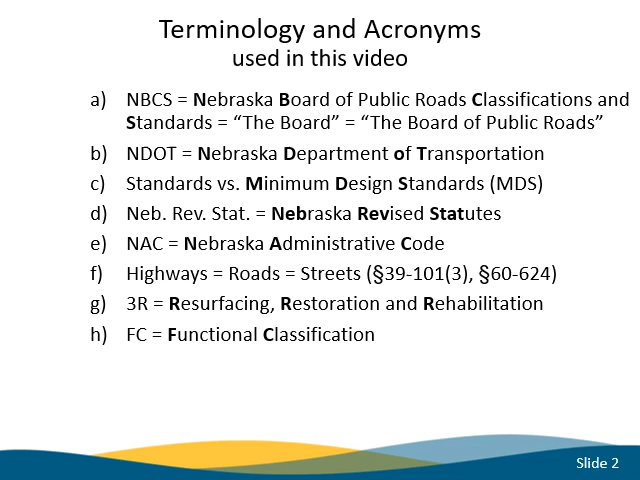 Terminology and Acronyms
used in this video
a) NBCS = Nebraska Board of Public Roads Classifications and
Standards = “The Board” = “The Board of Public Roads”
b) NDOT = Nebraska Department of Transportation
c) Standards vs. Minimum Design Standards (MDS)
d) Neb. Rev. Stat. = Nebraska Revised Statutes
e) NAC = Nebraska Administrative Code
f) Highways = Roads = Streets (§39-101(3), §60-624)
g) 3R = Resurfacing, Restoration and Rehabilitation
h) FC = Functional Classification
Slide 2